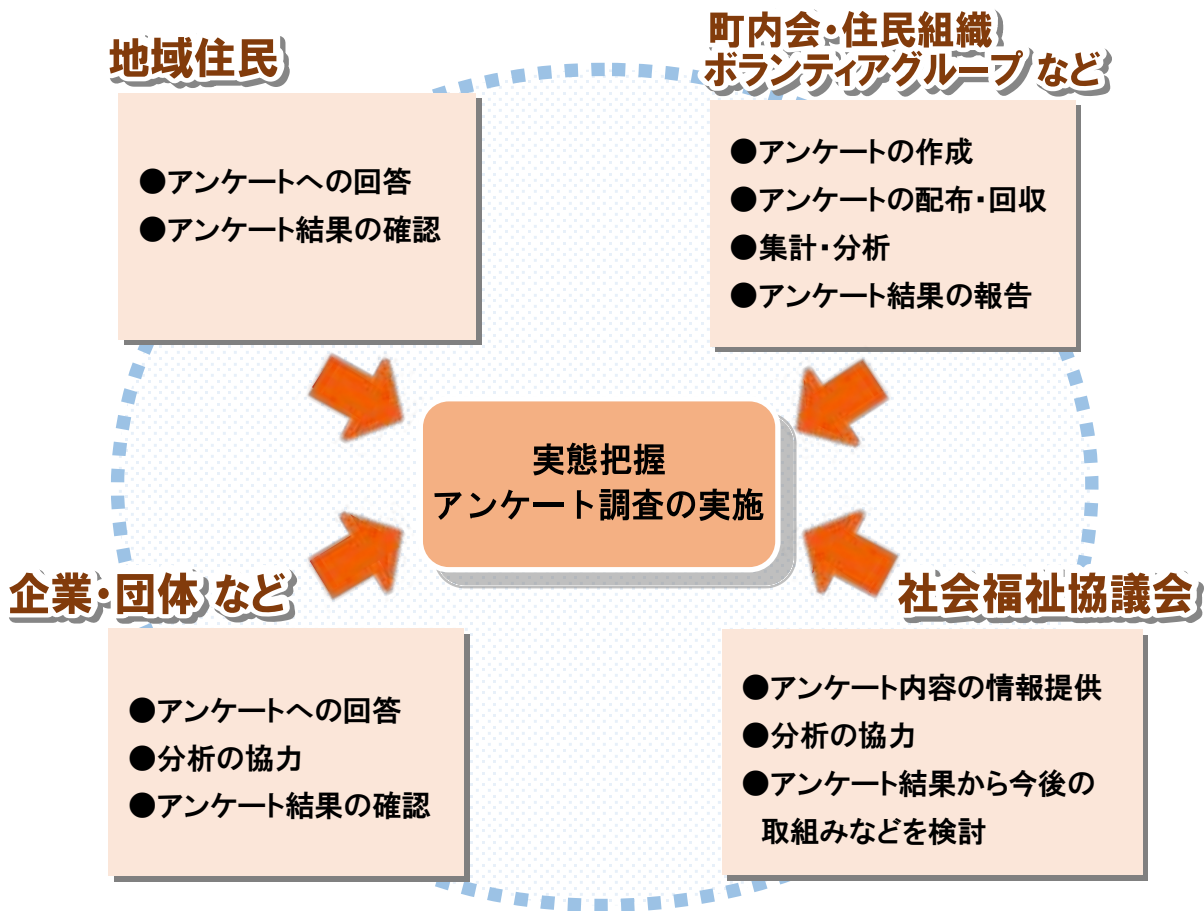 地域住民
●アンケートへの回答
●アンケート結果の確認
町内会・住民組織
ボランティアグループ など
●アンケートの作成
●アンケートの配布・回収
●集計・分析
●アンケート結果の報告
実態把握
アンケート調査の実施
企業・団体 など
●アンケートへの回答
●分析の協力
●アンケート結果の確認
社会福祉協議会
●アンケート内容の情報提供
●分析の協力
●アンケート結果から今後の
取組みなどを検討